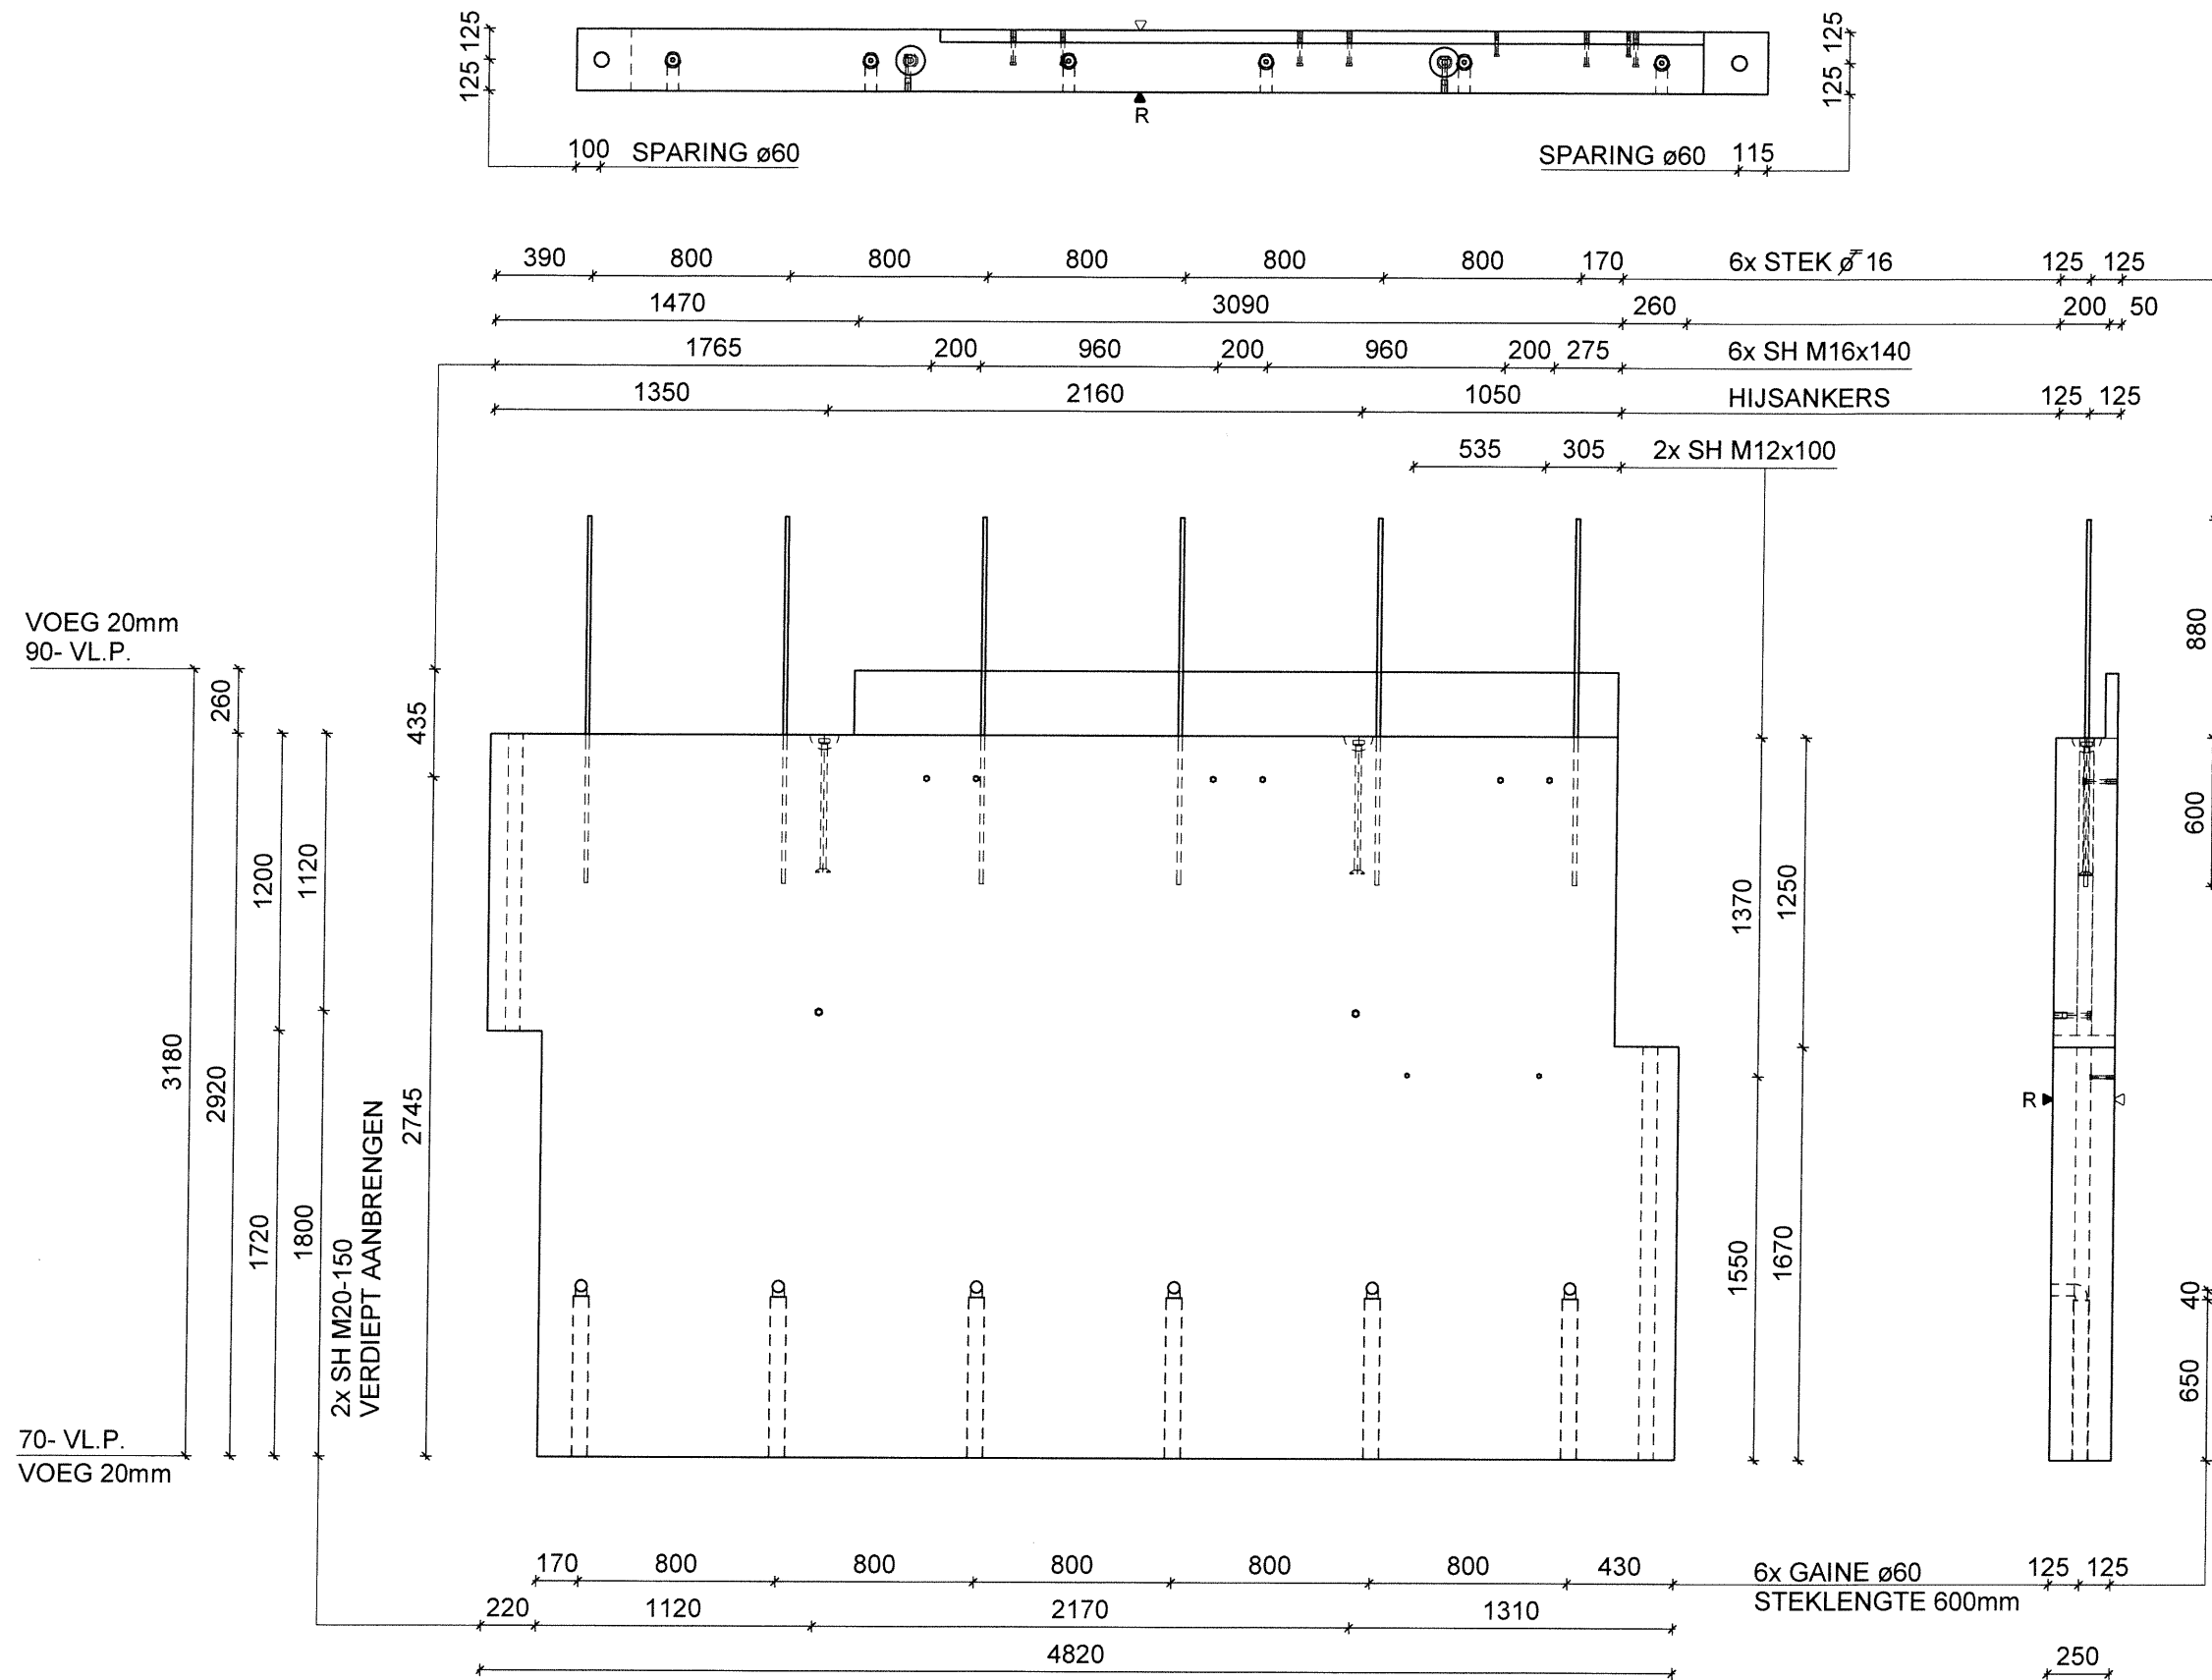 125 125
125 125
R
100 SPARING ø60
SPARING ø60 115
390 800 800 800 800 800 170 6x STEK ø 16 125 125
1470 3090 260 200 50
1765 200 960 200 960 200 275 6x SH M16x140
1350 2160 1050 HIJSANKERS 125 125
535 305 2x SH M12x100
VOEG 20mm
90- VL.P.
260
435
880
600
1200
1120
1370
1250
3180
2920
2745
1720
1800
2x SH M20-150
VERDIEPT AANBRENGEN
R
1550
1670
40
650
70- VL.P.
VOEG 20mm
170 800 800 800 800 800 430 6x GAINE ø60 125 125
STEKLENGTE 600mm
220 1120 2170 1310
4820 250